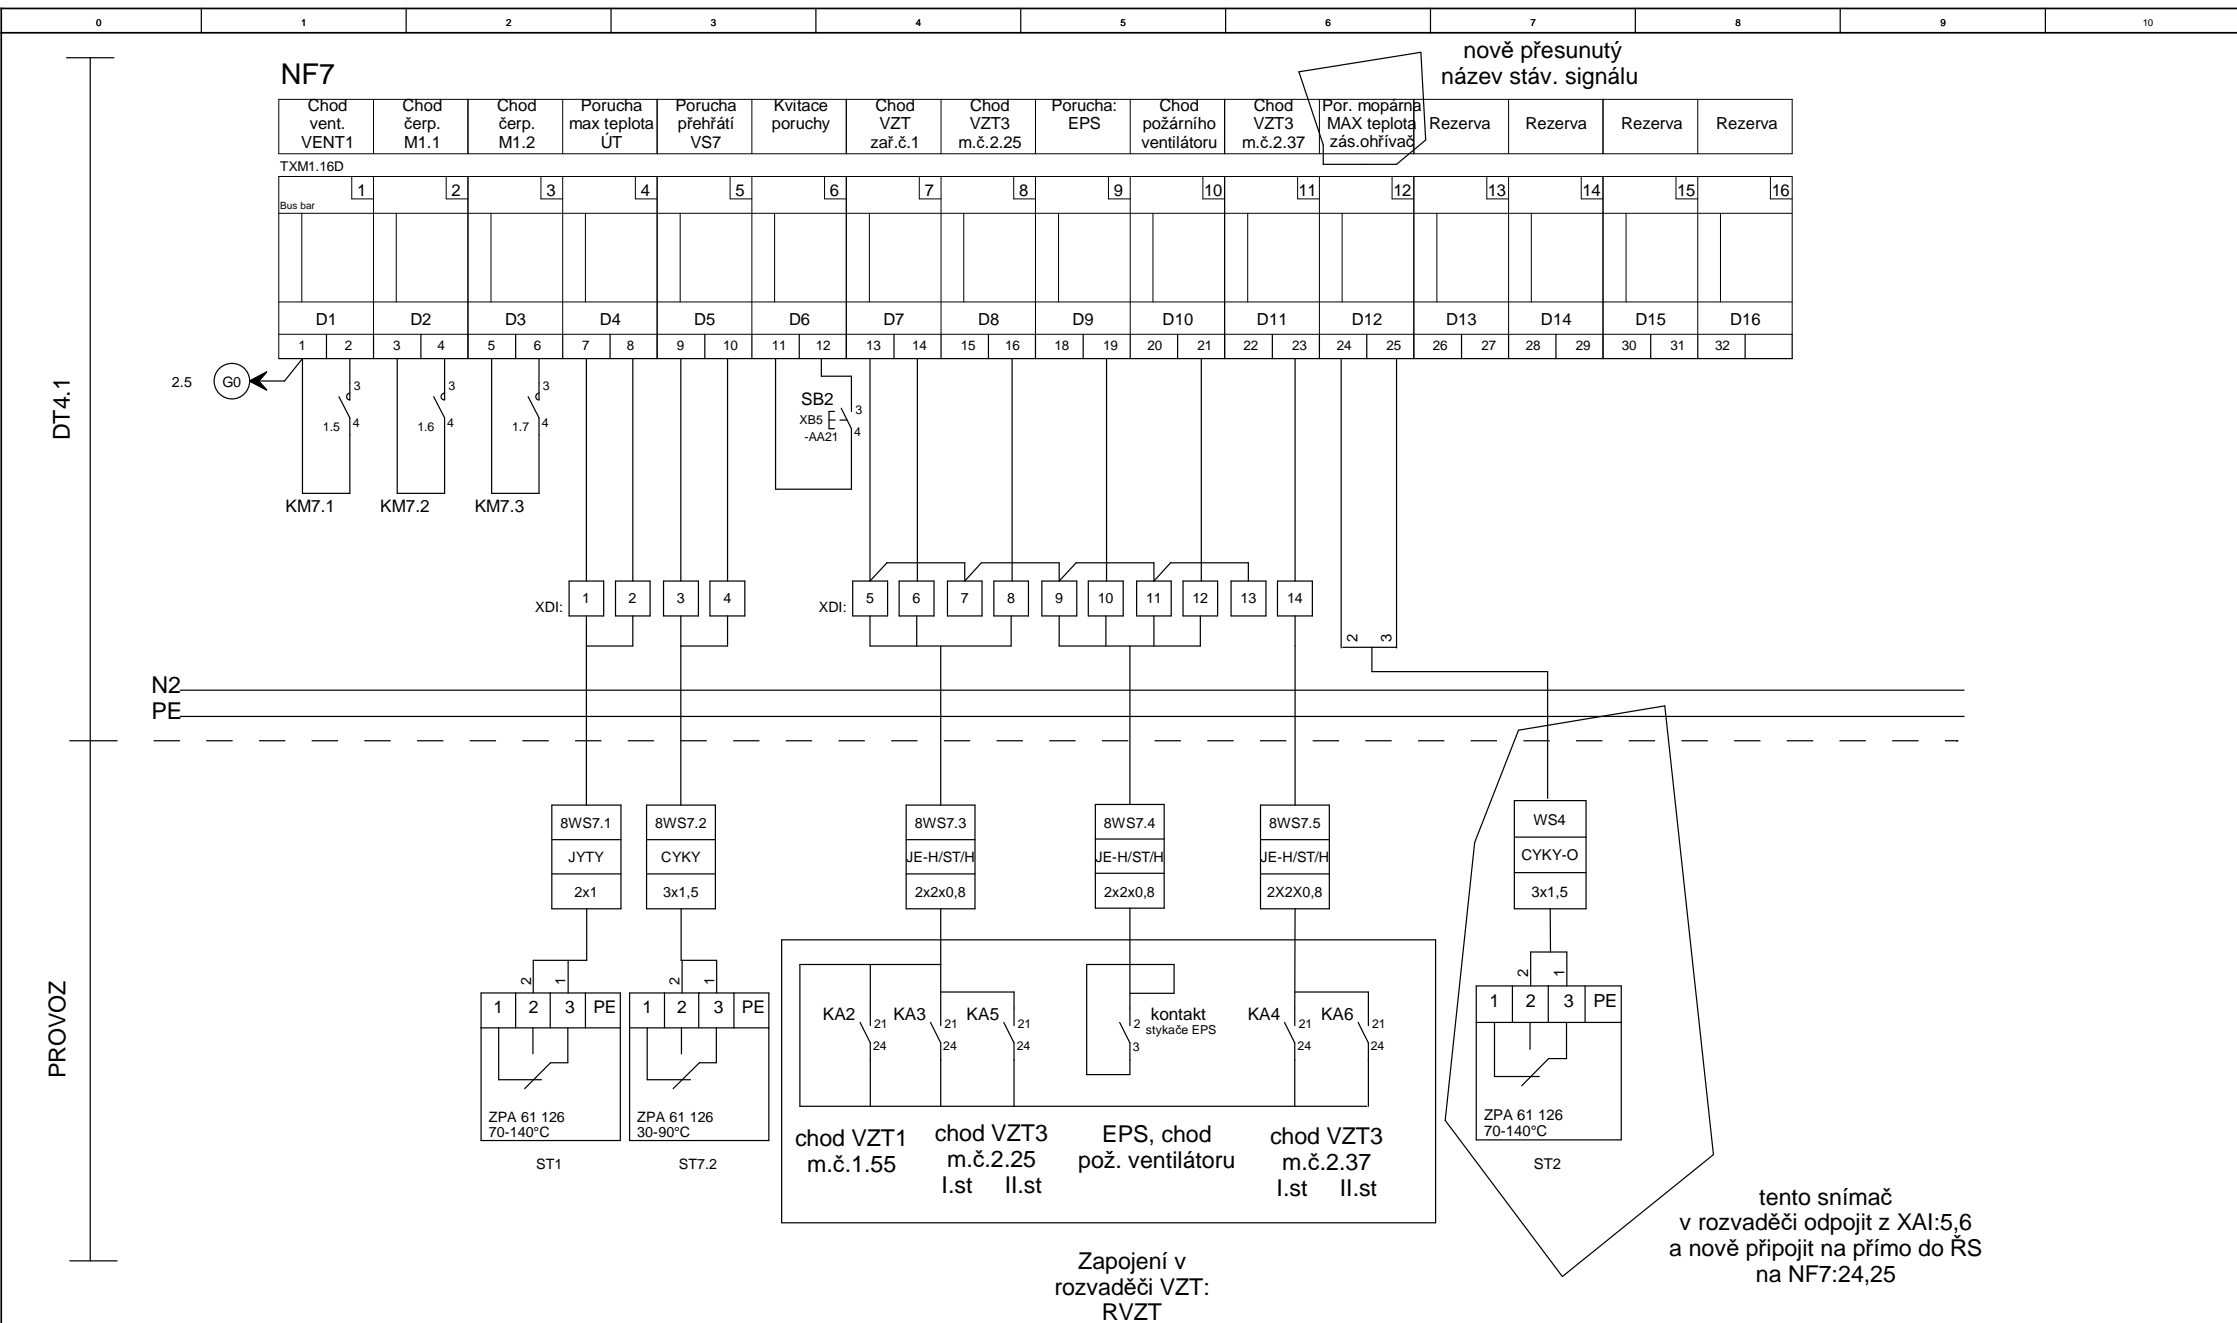 0 1 2 3 4 5 6 7 8 9 10
nově přesunutý
název stáv. signálu
NF7
Chod
vent.
VENT1
Chod
čerp.
M1.1
Chod
čerp.
M1.2
Porucha
max teplota
ÚT
Porucha
přehřátí
VS7
Kvitace
poruchy
Chod
VZT
zař.č.1
Chod
VZT3
m.č.2.25
Porucha:
EPS
Chod
požárního
ventilátoru
Chod
VZT3
m.č.2.37
Por. mopárna
MAX teplota
zás.ohřívač
Rezerva
Rezerva
Rezerva
Rezerva
TXM1.16D
1 2 3 4 5 6 7 8 9 10 11 12 13 14 15 16
Bus bar
D1 D2 D3 D4 D5 D6 D7 D8 D9 D10 D11 D12 D13 D14 D15 D16
1 2 3 4 5 6 7 8 9 10 11 12 13 14 15 16 18 19 20 21 22 23 24 25 26 27 28 29 30 31 32
2.5 G0
DT4.1
3
1.5 4
KM7.1
3
1.6 4
KM7.2
3
1.7 4
KM7.3
SB2
XB5
-AA21
3
4
XDI: 1 2 3 4
XDI: 5 6 7 8 9 10 11 12 13 14
2 3
N2
PE
PROVOZ
8WS7.1
JYTY
2x1
8WS7.2
CYKY
3x1,5
8WS7.3
JE-H/ST/H
2x2x0,8
8WS7.4
JE-H/ST/H
2x2x0,8
8WS7.5
JE-H/ST/H
2X2X0,8
WS4
CYKY-O
3x1,5
2 1
1 2 3 PE
ZPA 61 126
70-140°C
ST1
2 1
1 2 3 PE
ZPA 61 126
30-90°C
ST7.2
KA2 21
24
KA3 21
24
KA5 21
24
kontakt
stykače EPS
2
3
KA4 21
24
KA6 21
24
chod VZT1
m.č.1.55
chod VZT3
m.č.2.25
I.st II.st
EPS, chod
pož. ventilátoru
chod VZT3
m.č.2.37
I.st II.st
2 1
1 2 3 PE
ZPA 61 126
70-140°C
ST2
tento snímač
v rozvaděči odpojit z XAI:5,6
a nově připojit na přímo do ŘS
na NF7:24,25
Zapojení v
rozvaděči VZT:
RVZT